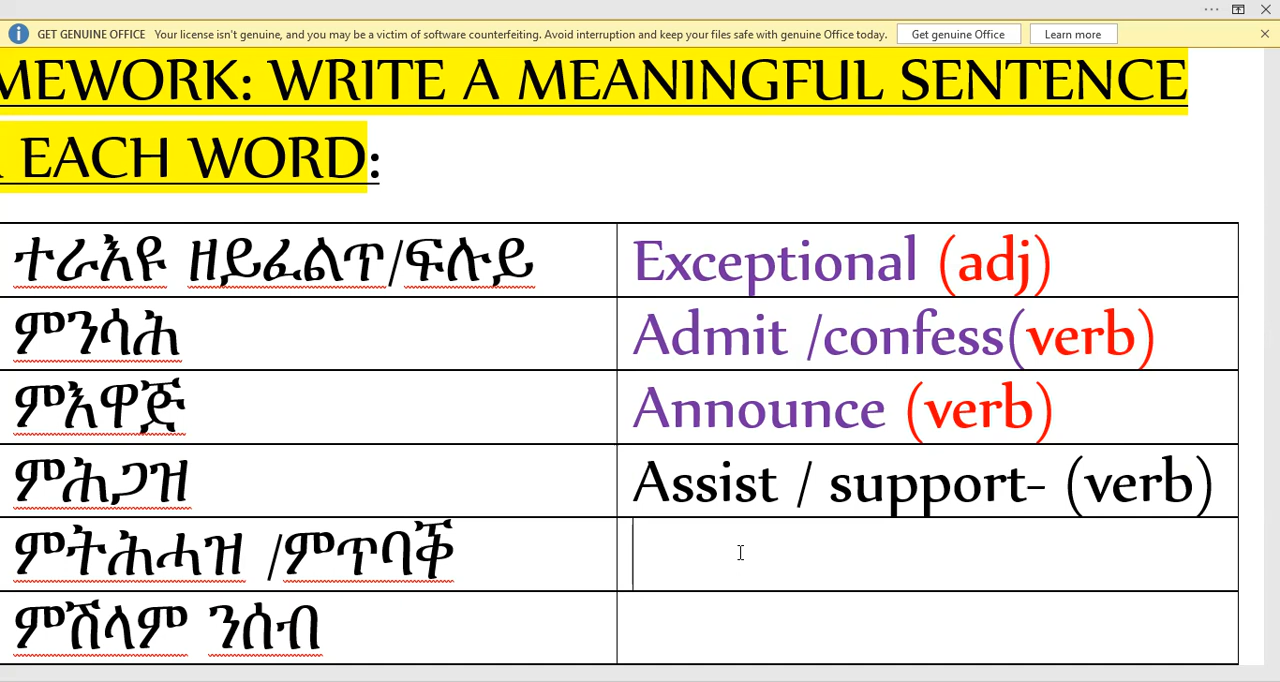 GET GENUINE OFFICE Your license isn't genuine, and you may be a victim of software counterfeiting. Avoid interruption and keep your files safe with genuine Office today. Get genuine Office Learn more
MEWORK: WRITE A MEANINGFUL SENTENCE
EACH WORD:
ተራእዩ ዘይፈልጥ/ፍሉይ Exceptional (adj)
ምንሳሕ Admit /confess(verb)
ምእዋጅ Announce (verb)
ምሕጋዝ Assist / support- (verb)
ምትሕሓዝ /ምጥባቕ
ምሽላም ንሰብ